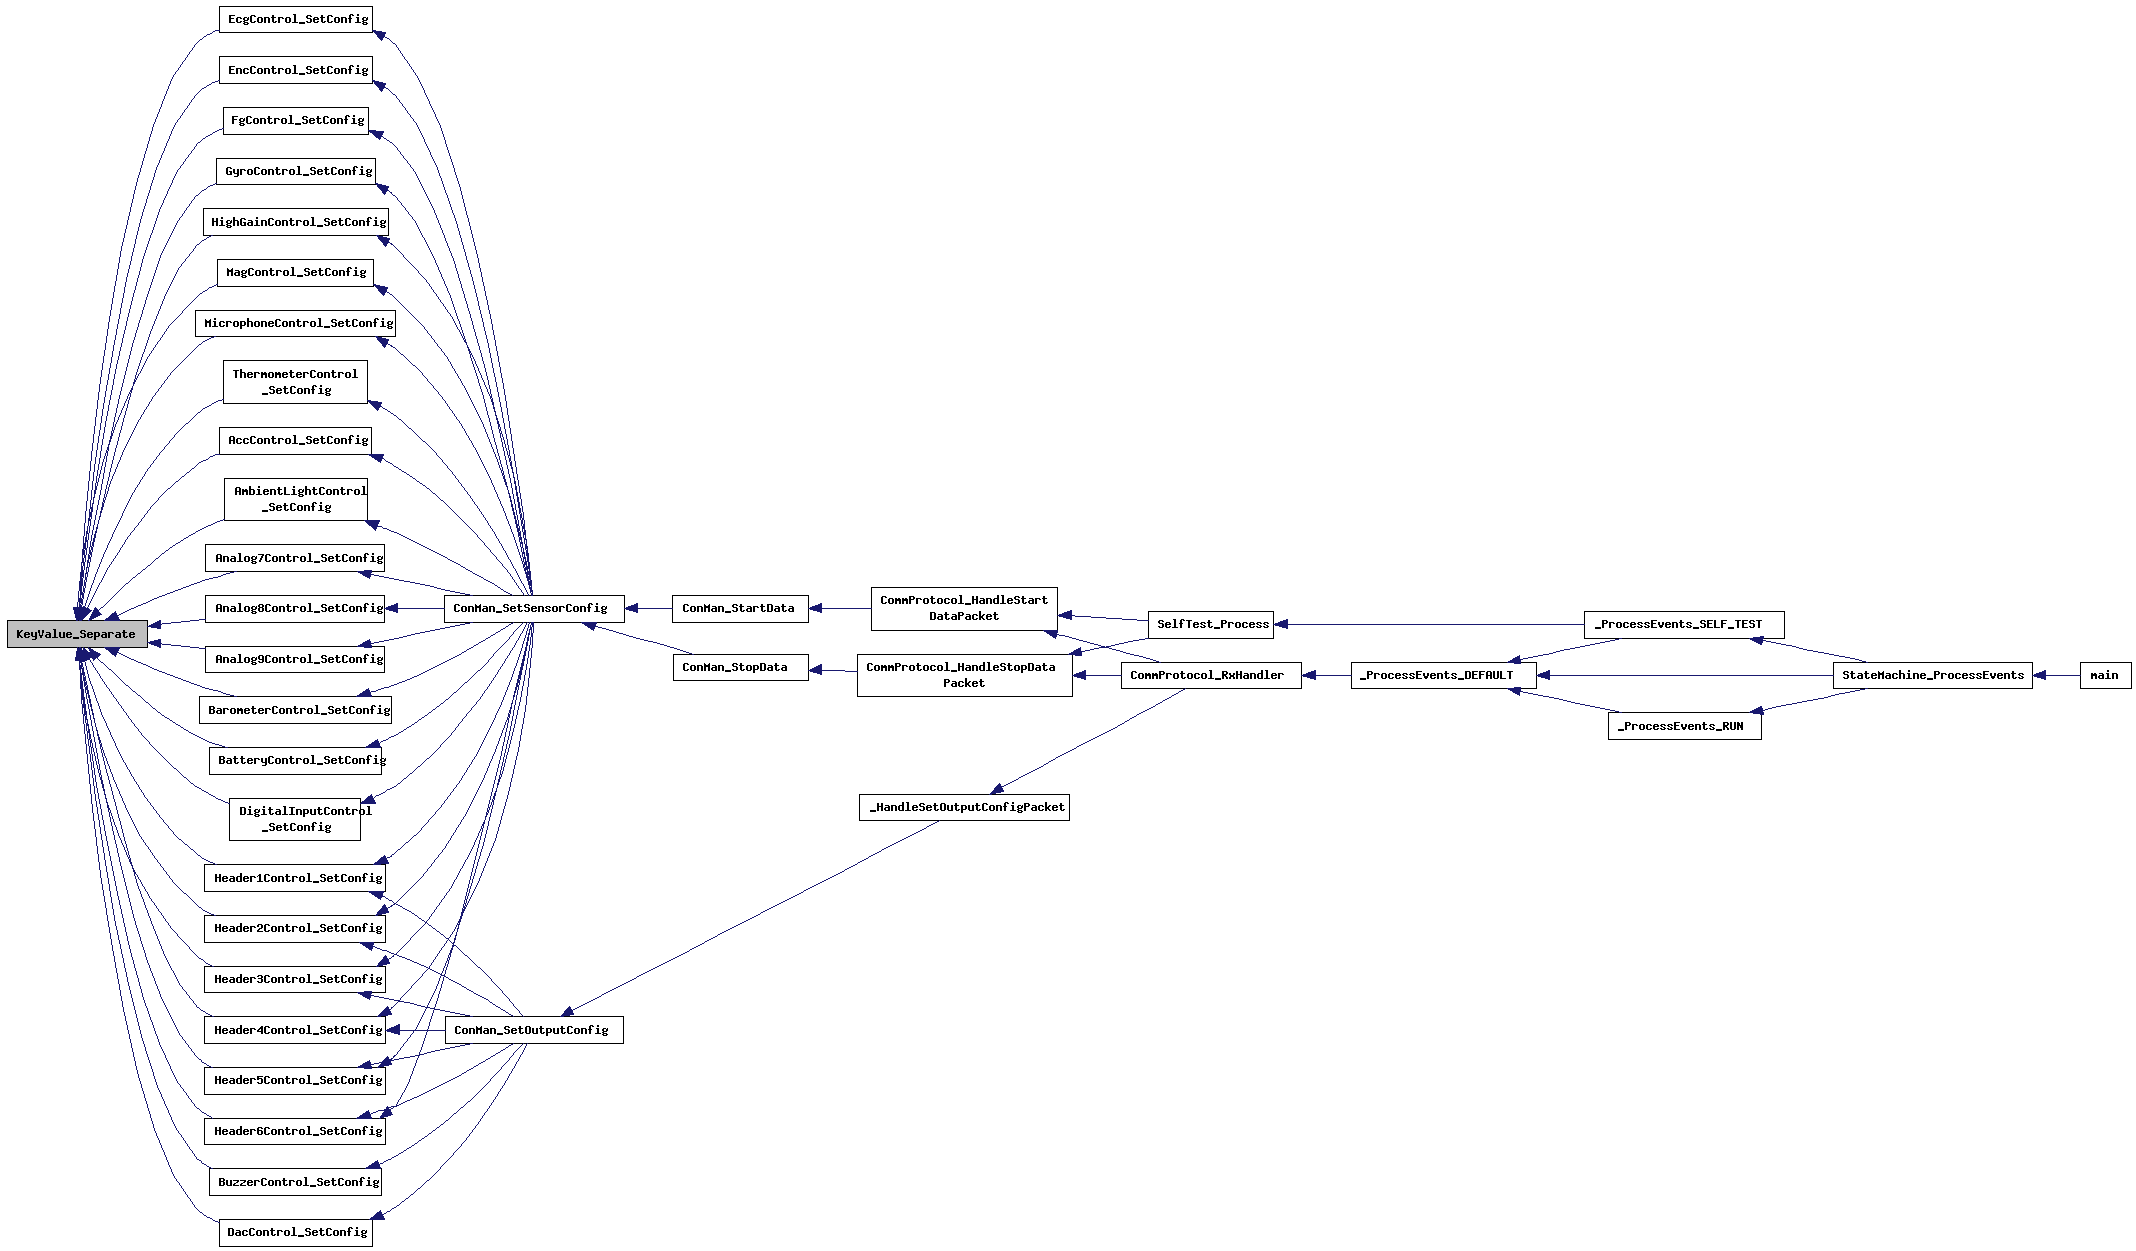 EcgControl_SetConfig
EncControl_SetConfig
FgControl_SetConfig
GyroControl_SetConfig
HighGainControl_SetConfig
MagControl_SetConfig
MicrophoneControl_SetConfig
ThermometerControl
_SetConfig
AccControl_SetConfig
AmbientLightControl
_SetConfig
Analog7Control_SetConfig
Analog8Control_SetConfig
KeyValue_Separate
Analog9Control_SetConfig
BarometerControl_SetConfig
BatteryControl_SetConfig
DigitalInputControl
_SetConfig
Header1Control_SetConfig
Header2Control_SetConfig
Header3Control_SetConfig
Header4Control_SetConfig
Header5Control_SetConfig
Header6Control_SetConfig
BuzzerControl_SetConfig
DacControl_SetConfig
ConMan_SetSensorConfig
ConMan_SetOutputConfig
ConMan_StartData
ConMan_StopData
CommProtocol_HandleStart
DataPacket
CommProtocol_HandleStopData
Packet
_HandleSetOutputConfigPacket
SelfTest_Process
CommProtocol_RxHandler
_ProcessEvents_DEFAULT
_ProcessEvents_SELF_TEST
_ProcessEvents_RUN
StateMachine_ProcessEvents
main